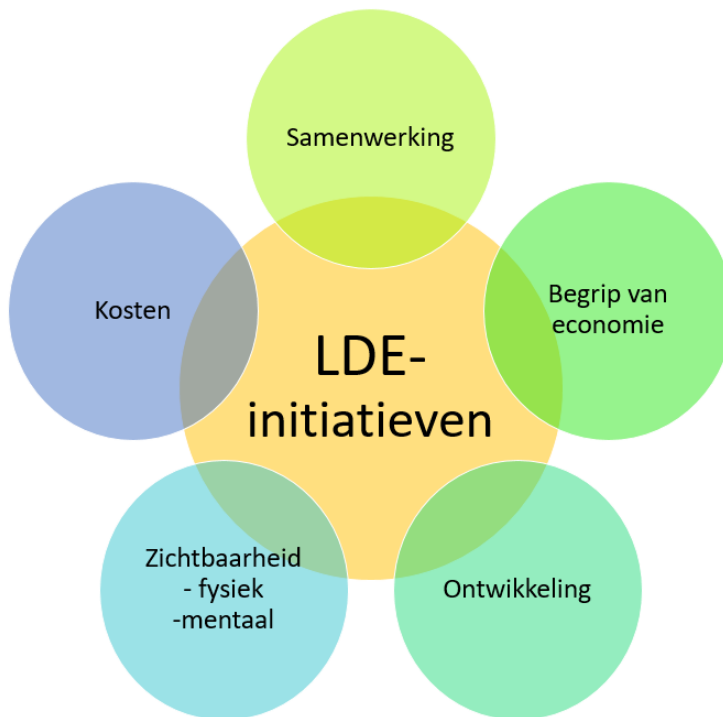 Samenwerking
Begrip van
economie
Kosten
LDE-
initiatieven
Zichtbaarheid
- fysiek
-mentaal
Ontwikkeling